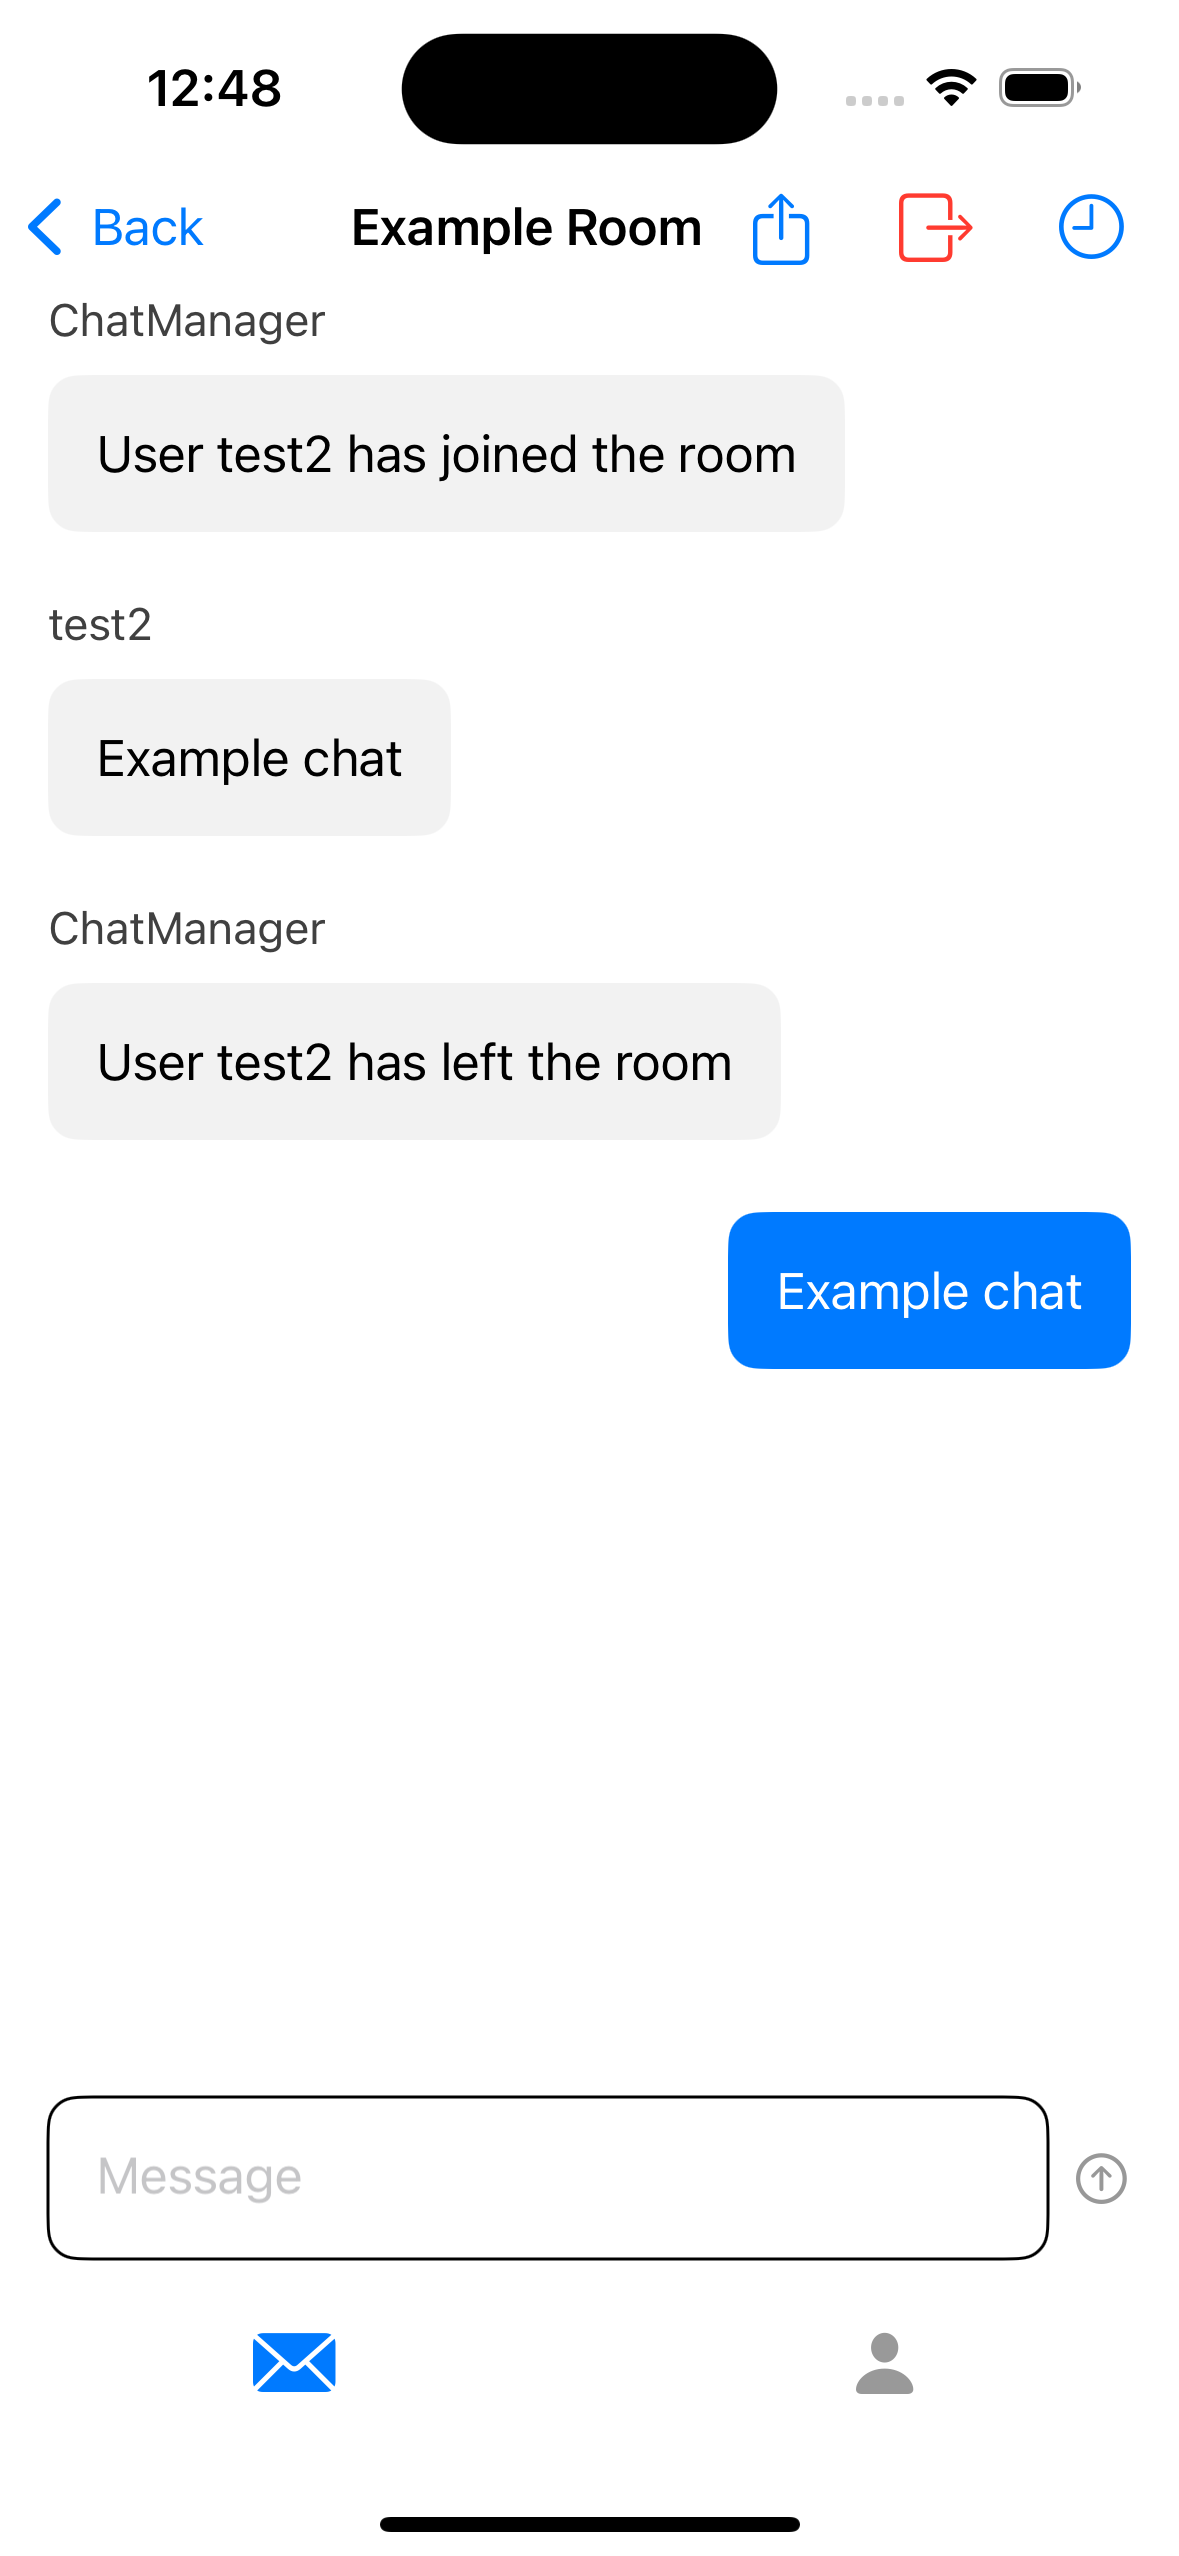 12:48
Back
Example Room
ChatManager
User test2 has joined the room
test2
Example chat
ChatManager
User test2 has left the room
Example chat
Message